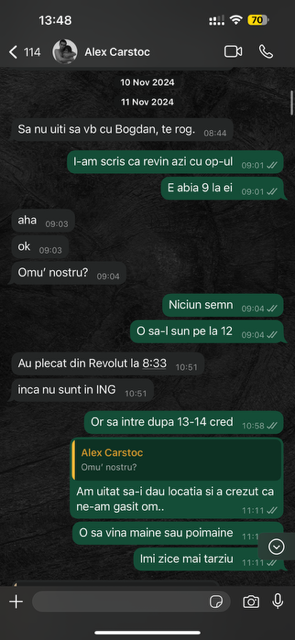 13:48
70
114
Alex Carstoc
10 Nov 2024
11 Nov 2024
Sa nu uiti sa vb cu Bogdan, te rog. 08:44
I-am scris ca revin azi cu op-ul 09:01
E abia 9 la ei 09:01
aha 09:03
ok 09:03
Omu' nostru? 09:04
Niciun semn 09:04
O sa-l sun pe la 12 09:04
Au plecat din Revolut la 8:33 10:51
inca nu sunt in ING 10:51
Or sa intre dupa 13-14 cred 10:58
Alex Carstoc
Omu' nostru?
Am uitat sa-i dau locatia si a crezut ca
ne-am gasit om.. 11:11
O sa vina maine sau poimaine
Imi zice mai tarziu 11:11